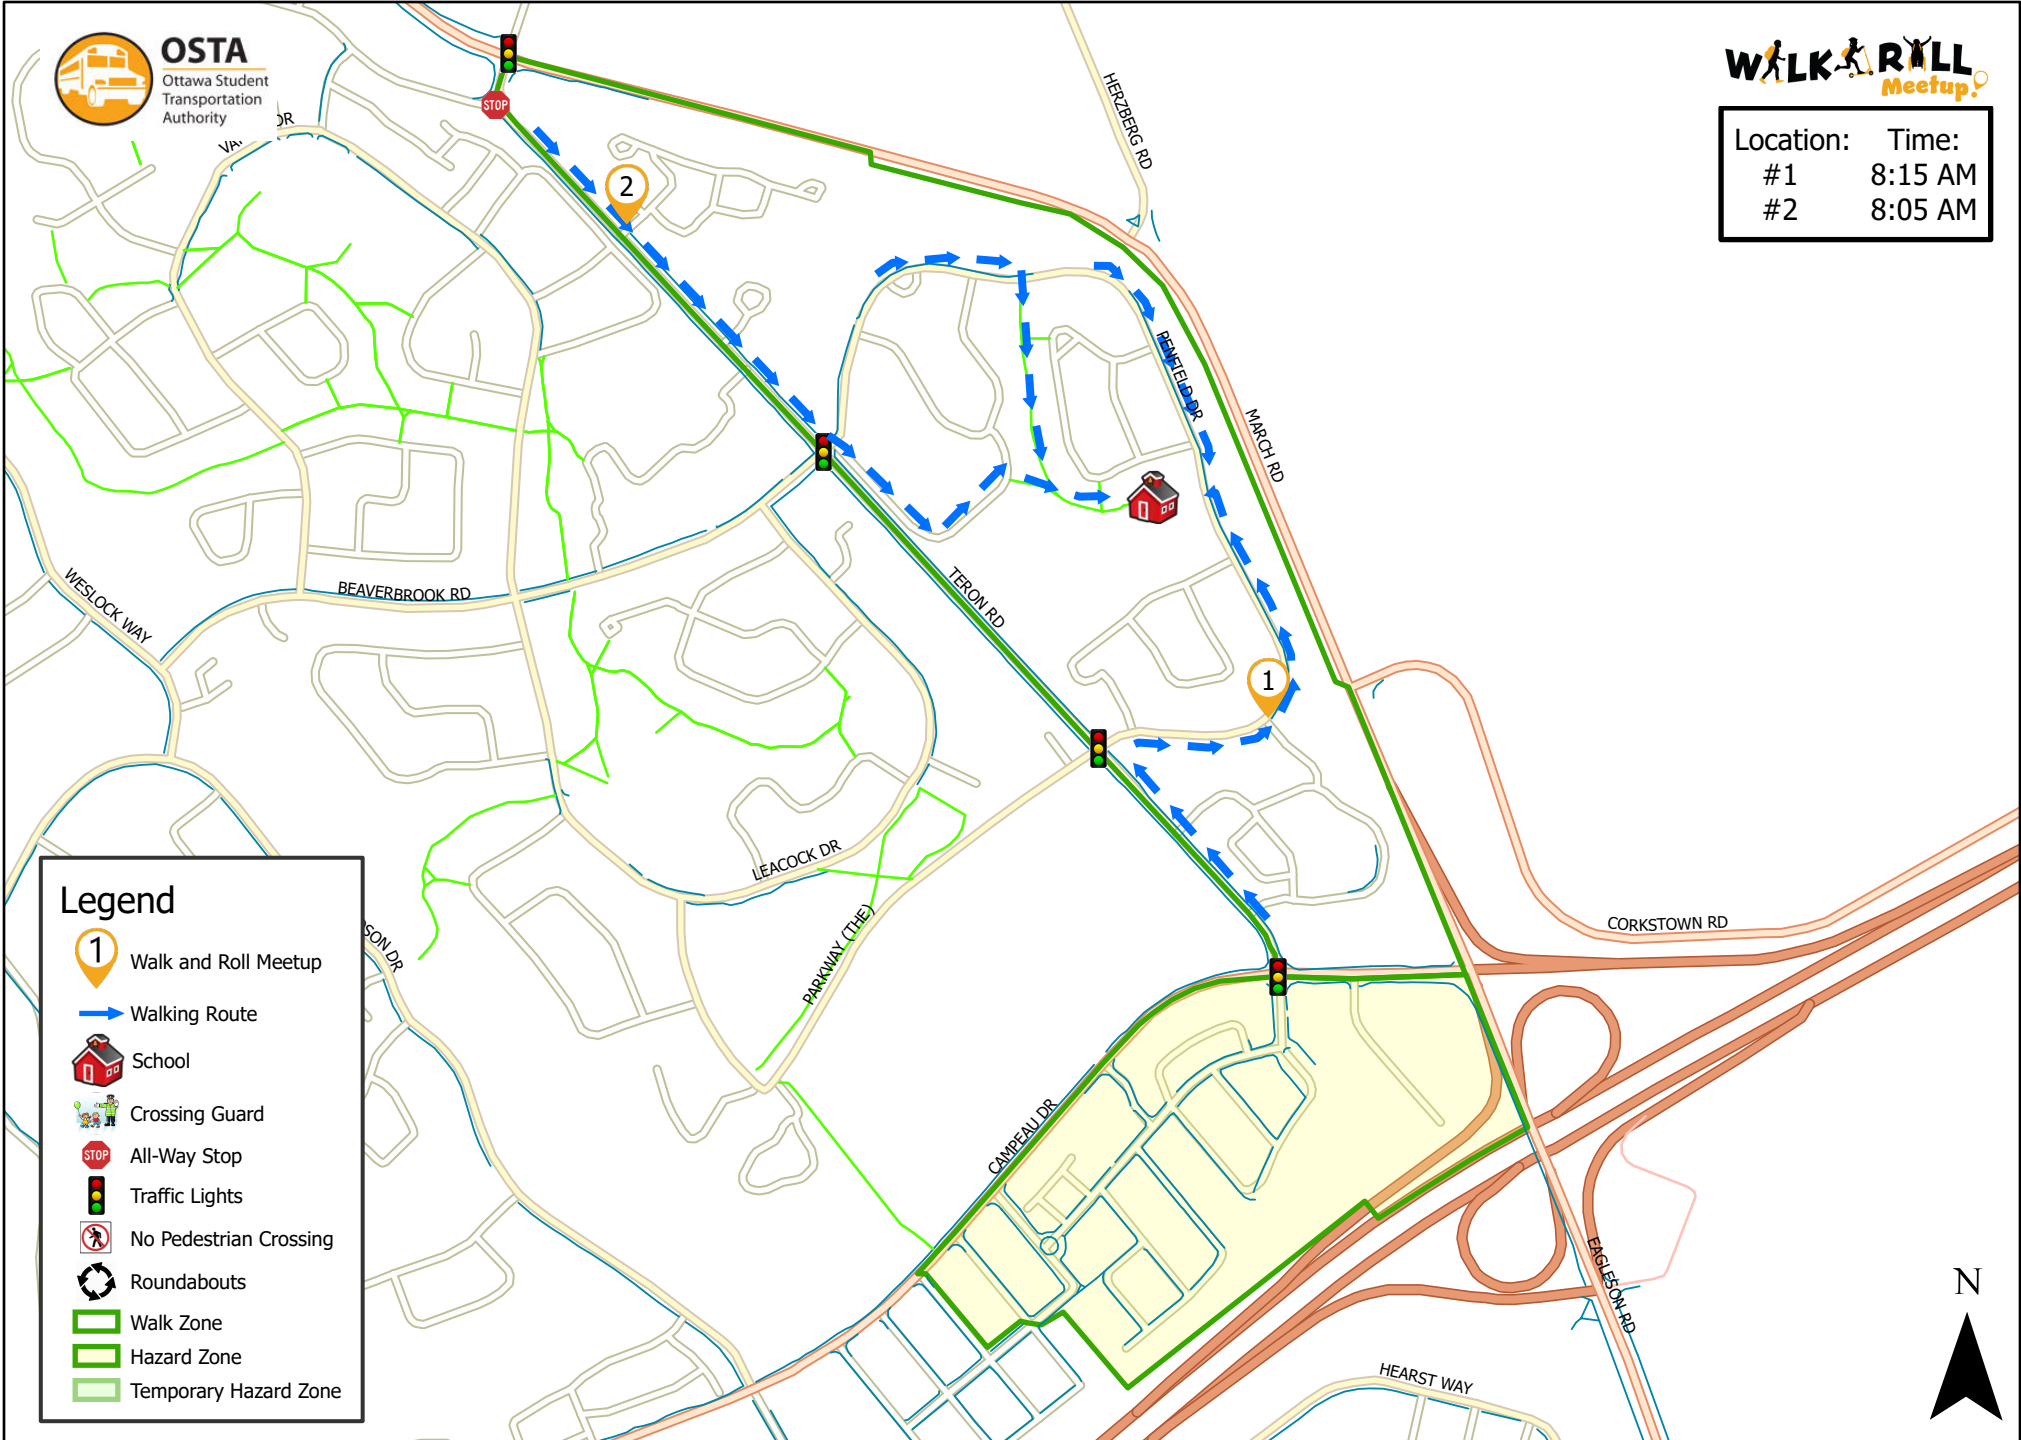 OSTA
Ottawa Student
Transportation
Authority
WALK & ROLL
Meetup!
Location: Time:
#1 8:15 AM
#2 8:05 AM
STOP
DR
HERZBERG RD
2
PENFIELD DR
MARCH RD
WESLOCK WAY
BEAVERBROOK RD
TERON RD
1
LEACOCK DR
PARKWAY (THE)
CORKSTOWN RD
CAMPEAU DR
EAGLESON RD
HEARST WAY
N
Legend
1 Walk and Roll Meetup
Walking Route
School
Crossing Guard
STOP All-Way Stop
Traffic Lights
No Pedestrian Crossing
Roundabouts
Walk Zone
Hazard Zone
Temporary Hazard Zone